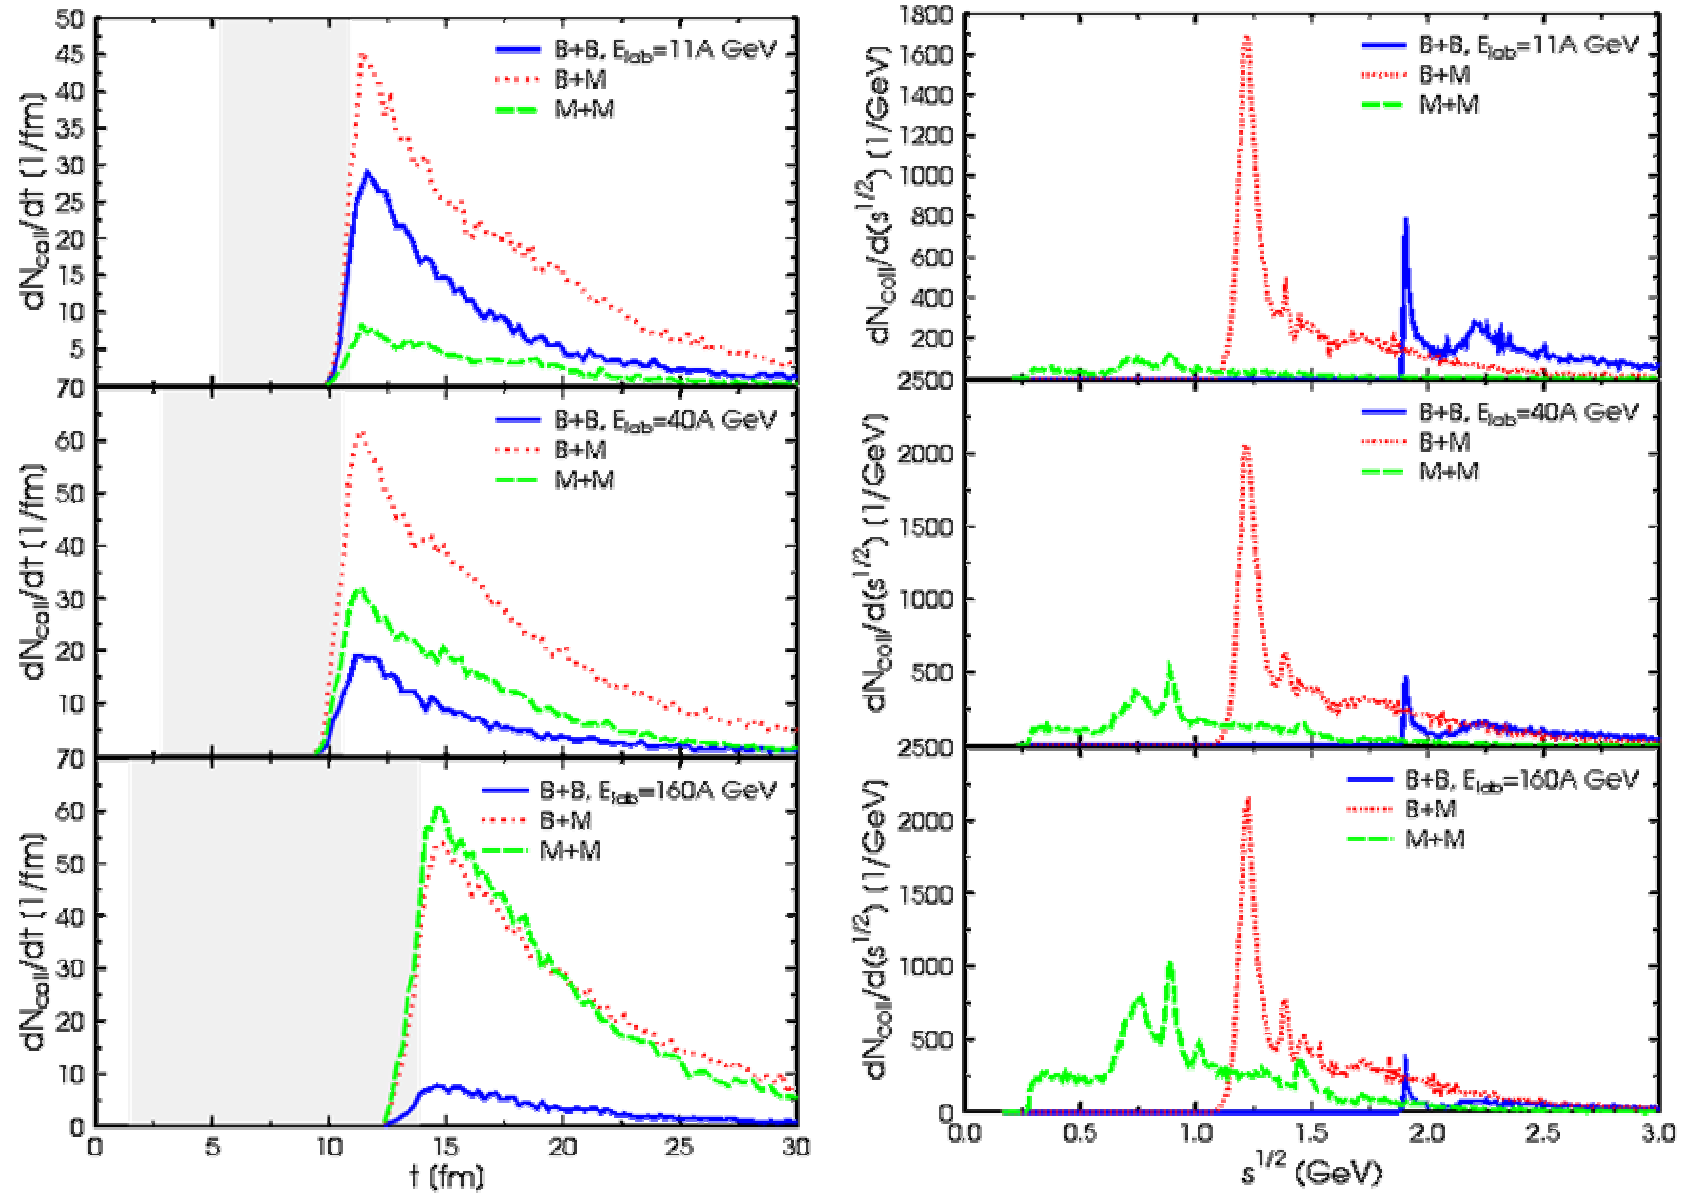 dN_coll/dt (1/fm)
50
45
40
35
30
25
20
15
10
5
B+B, E_lab=11A GeV
B+M
M+M
dN_coll/dt (1/fm)
70
60
50
40
30
20
10
B+B, E_lab=40A GeV
B+M
M+M
dN_coll/dt (1/fm)
70
60
50
40
30
20
10
0
B+B, E_lab=160A GeV
B+M
M+M
0 5 10 15 20 25 30
t (fm)
dN_coll/d(s^1/2) (1/GeV)
1800
1600
1400
1200
1000
800
600
400
200
B+B, E_lab=11A GeV
B+M
M+M
dN_coll/d(s^1/2) (1/GeV)
2500
2000
1500
1000
500
B+B, E_lab=40A GeV
B+M
M+M
dN_coll/d(s^1/2) (1/GeV)
2500
2000
1500
1000
500
0
B+B, E_lab=160A GeV
B+M
M+M
0.0 0.5 1.0 1.5 2.0 2.5 3.0
s^1/2 (GeV)